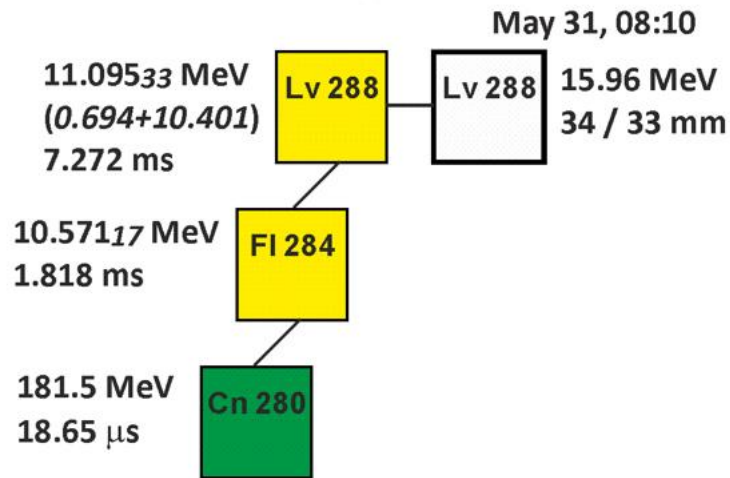 May 31, 08:10
11.09533 MeV
(0.694+10.401)
7.272 ms
Lv 288
Lv 288
15.96 MeV
34 / 33 mm
10.57117 MeV
1.818 ms
Fl 284
181.5 MeV
18.65 μs
Cn 280